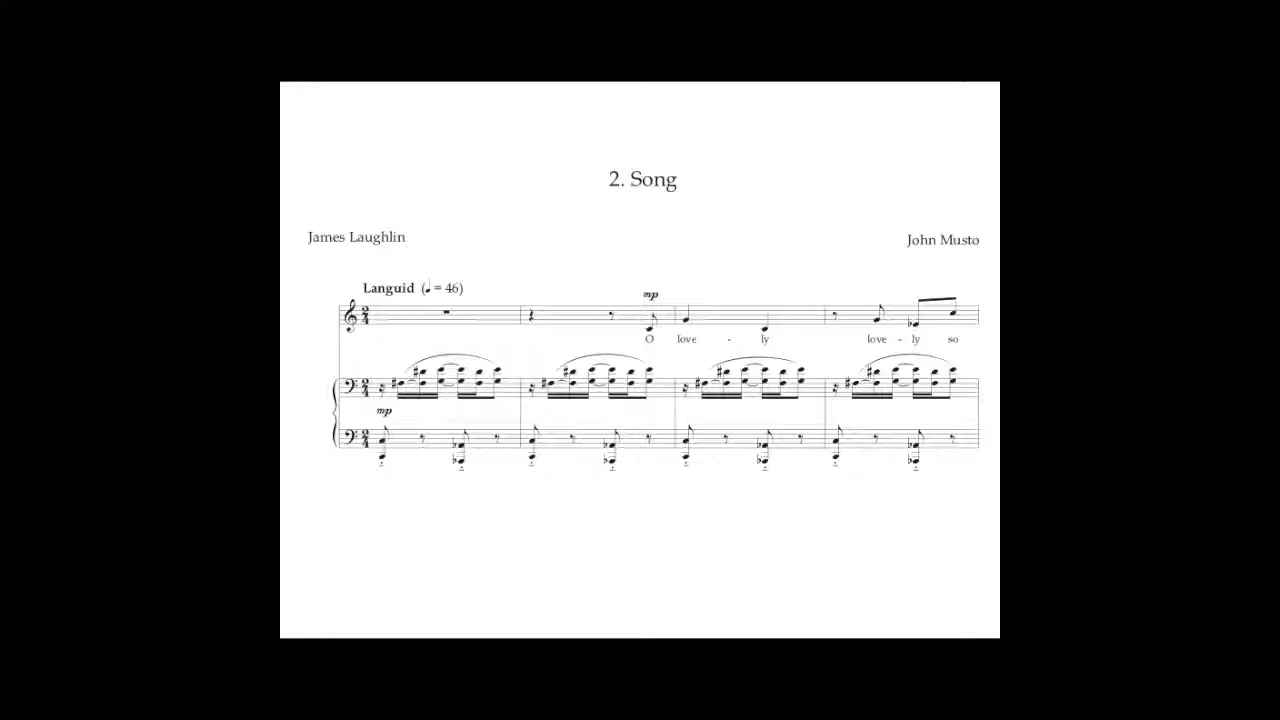 2. Song
James Laughlin
John Musto
Languid (♩ = 46)
mp
O love - ly love - ly so
mp